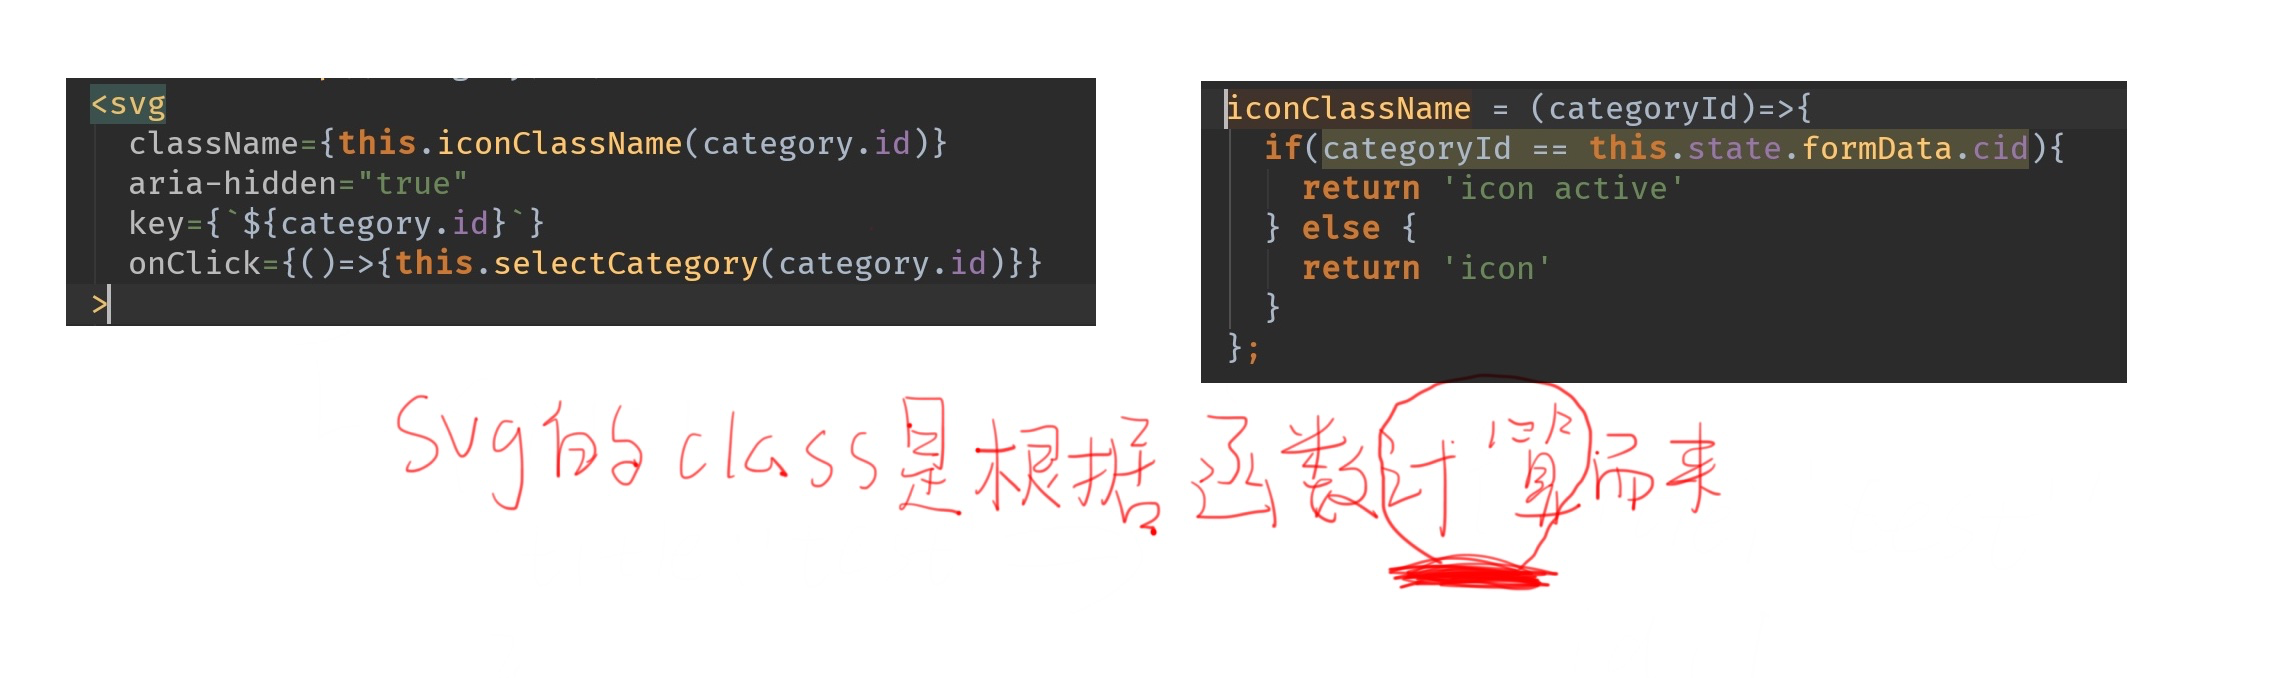 <svg
className={this.iconClassName(category.id)}
aria-hidden="true"
key={`${category.id}`}
onClick={()=>{this.selectCategory(category.id)}}
>
iconClassName = (categoryId)=>{
if(categoryId == this.state.formData.cid){
return 'icon active'
} else {
return 'icon'
}
};
Svg的class是根据函数计算而来